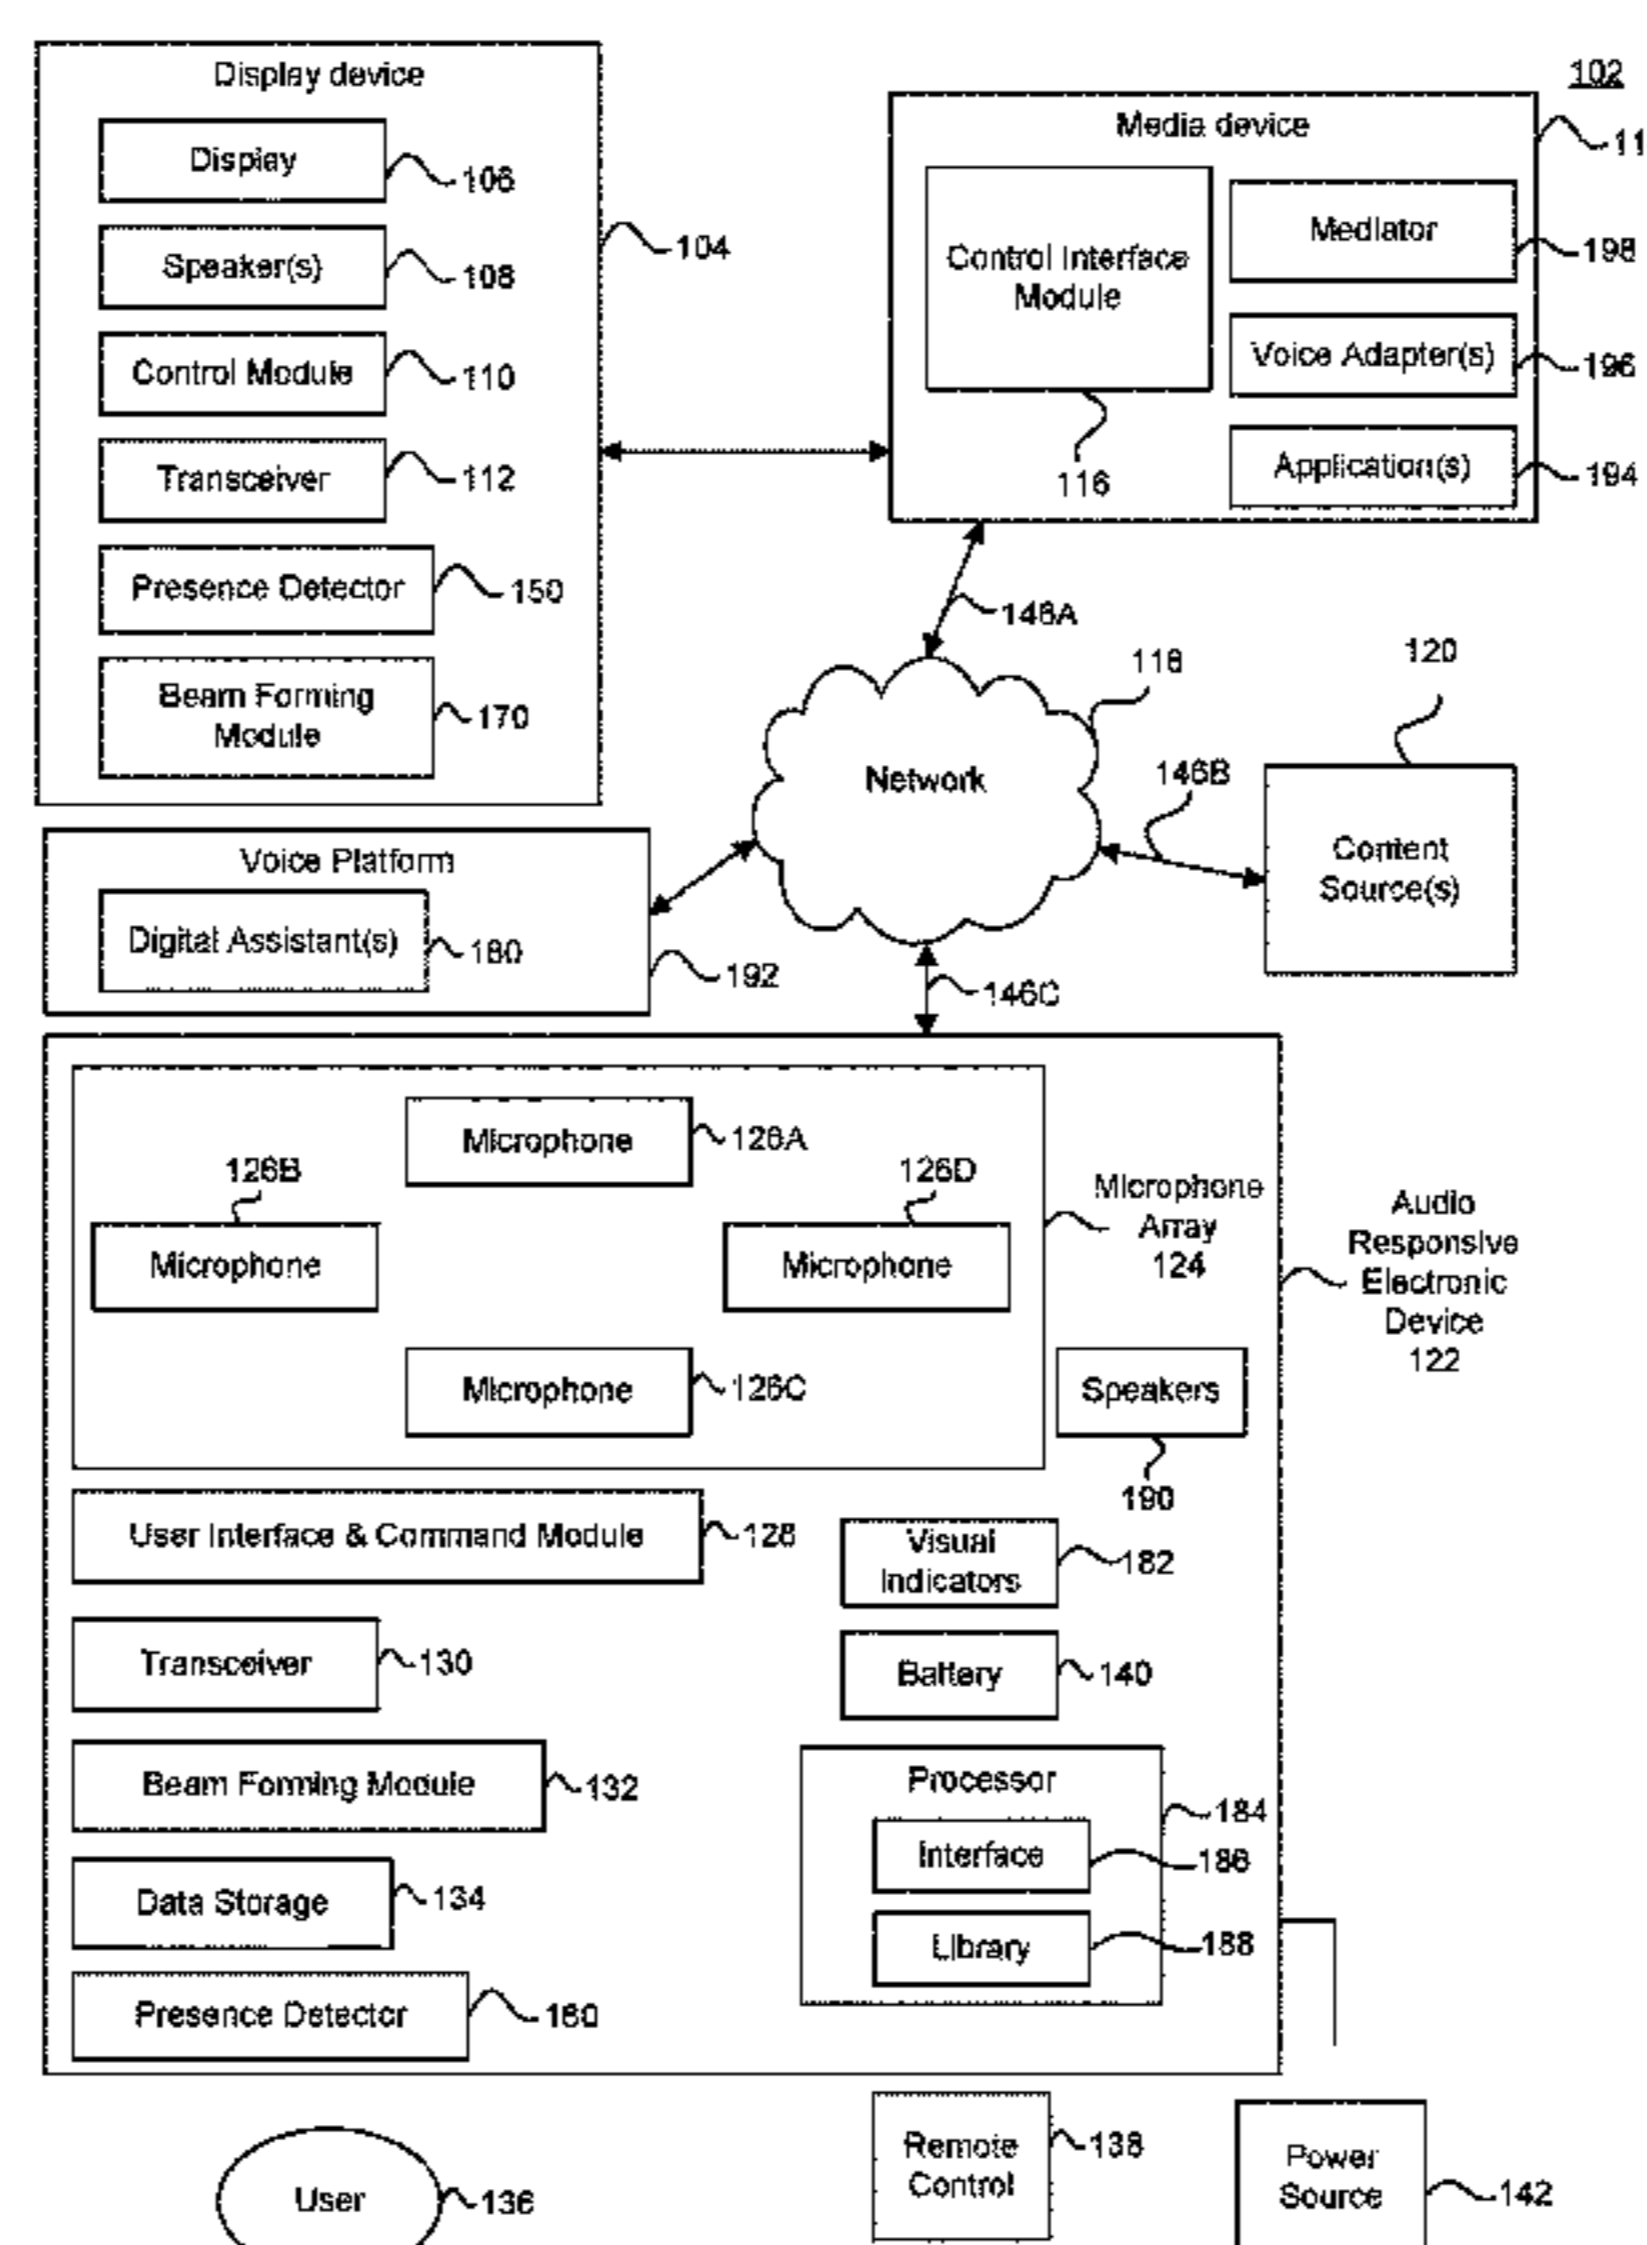 102
Display device
Display
106
Speaker(s)
108
Control Module
110
Transceiver
112
Presence Detector
150
Beam Forming
Module
170
104
Media device
11
Control Interface
Module
116
Mediator
198
Voice Adapter(s)
196
Application(s)
194
146A
118
Network
120
146B
Content
Source(s)
Voice Platform
Digital Assistant(s)
180
192
146C
Microphone
126A
126B
Microphone
126D
Microphone
Microphone
126C
Microphone
Array
124
Audio
Responsive
Electronic
Device
122
Speakers
190
User Interface & Command Module
128
Visual
Indicators
182
Transceiver
130
Battery
140
Beam Forming Module
132
Processor
184
Interface
186
Library
188
Data Storage
134
Presence Detector
160
User
136
Remote
Control
138
Power
Source
142